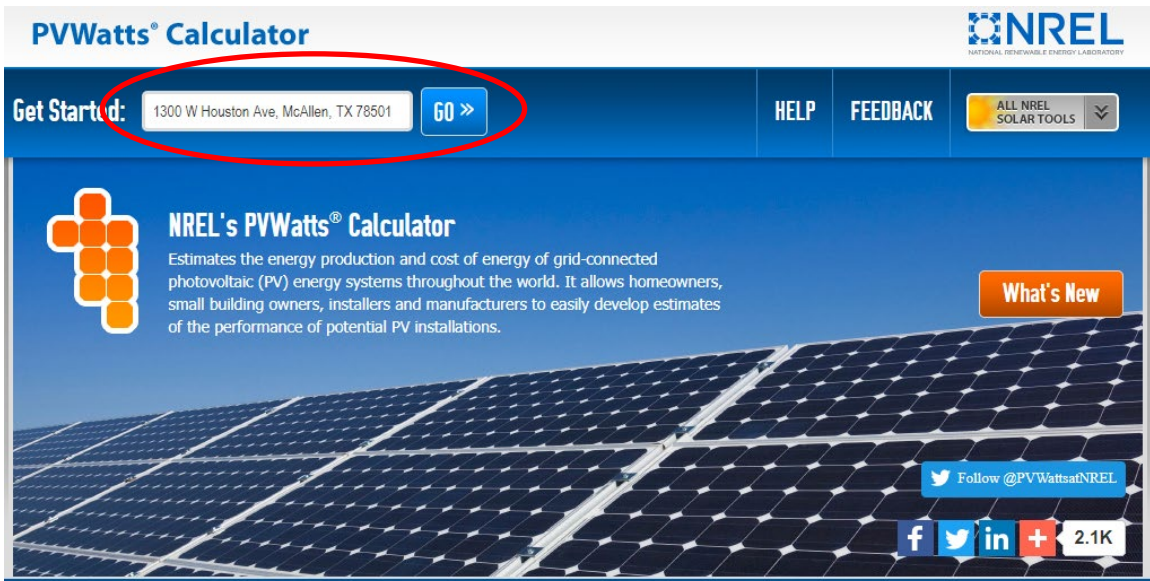 PVWatts® Calculator
NREL
NATIONAL RENEWABLE ENERGY LABORATORY
Get Started:
1300 W Houston Ave, McAllen, TX 78501
GO »
HELP
FEEDBACK
ALL NREL
SOLAR TOOLS
NREL's PVWatts® Calculator
Estimates the energy production and cost of energy of grid-connected
photovoltaic (PV) energy systems throughout the world. It allows homeowners,
small building owners, installers and manufacturers to easily develop estimates
of the performance of potential PV installations.
What's New
Follow @PVWattsatNREL
f
in
+
2.1K